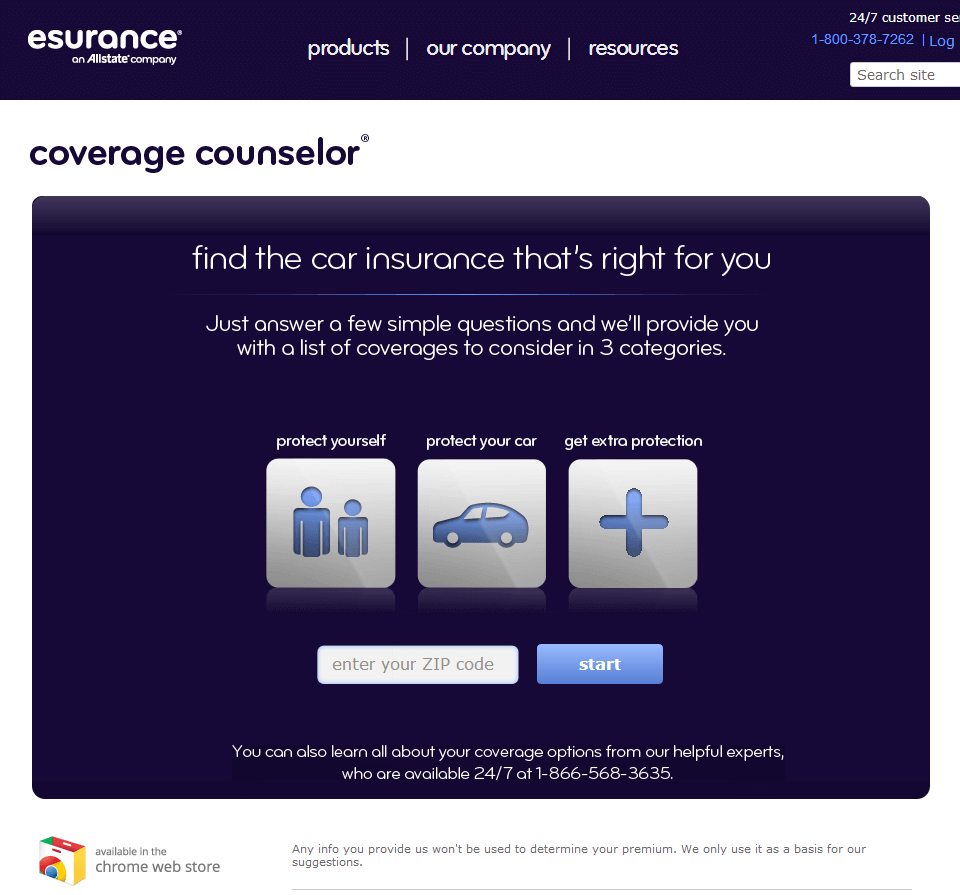 esurance®
an Allstate® company
products | our company | resources
24/7 customer se
1-800-378-7262 | Log
Search site
coverage counselor®
find the car insurance that's right for you
Just answer a few simple questions and we'll provide you
with a list of coverages to consider in 3 categories.
protect yourself
protect your car
get extra protection
enter your ZIP code
start
You can also learn all about your coverage options from our helpful experts,
who are available 24/7 at 1-866-568-3635.
available in the
chrome web store
Any info you provide us won't be used to determine your premium. We only use it as a basis for our
suggestions.